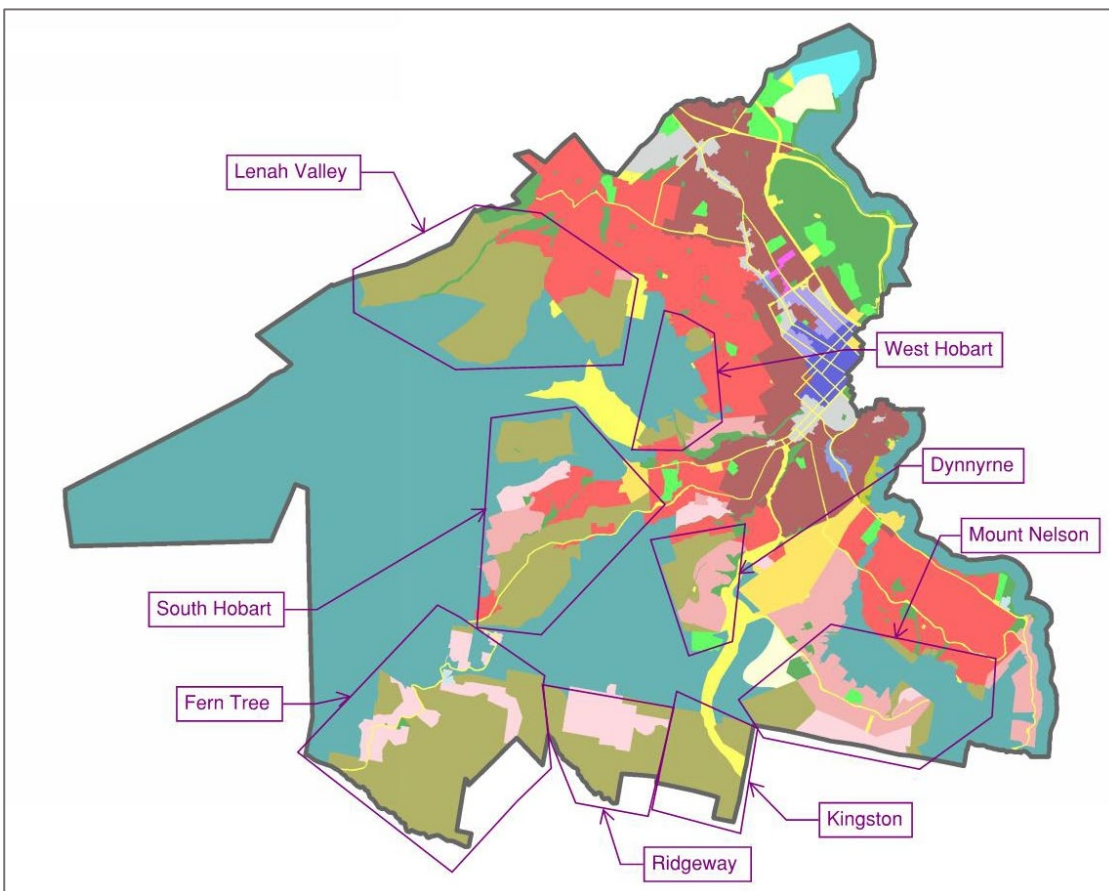 Lenah Valley
West Hobart
Dynnyrne
Mount Nelson
South Hobart
Fern Tree
Kingston
Ridgeway